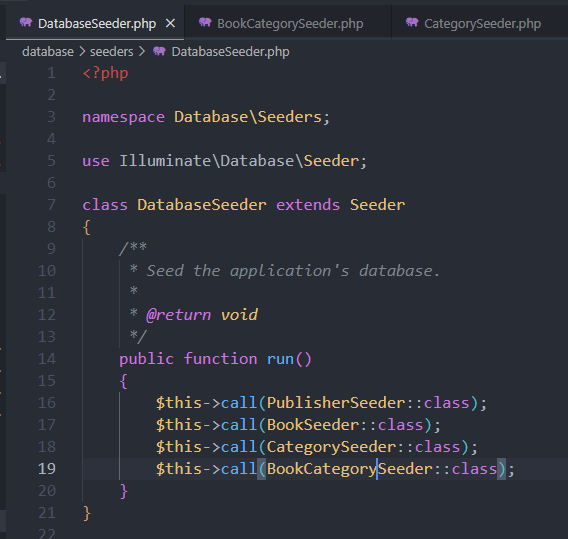 DatabaseSeeder.php × BookCategorySeeder.php CategorySeeder.php
database > seeders > DatabaseSeeder.php
1 <?php
2
3 namespace Database\Seeders;
4
5 use Illuminate\Database\Seeder;
6
7 class DatabaseSeeder extends Seeder
8 {
9     /**
10      * Seed the application's database.
11      *
12      * @return void
13      */
14     public function run()
15     {
16         $this->call(PublisherSeeder::class);
17         $this->call(BookSeeder::class);
18         $this->call(CategorySeeder::class);
19         $this->call(BookCategorySeeder::class);
20     }
21 }
22